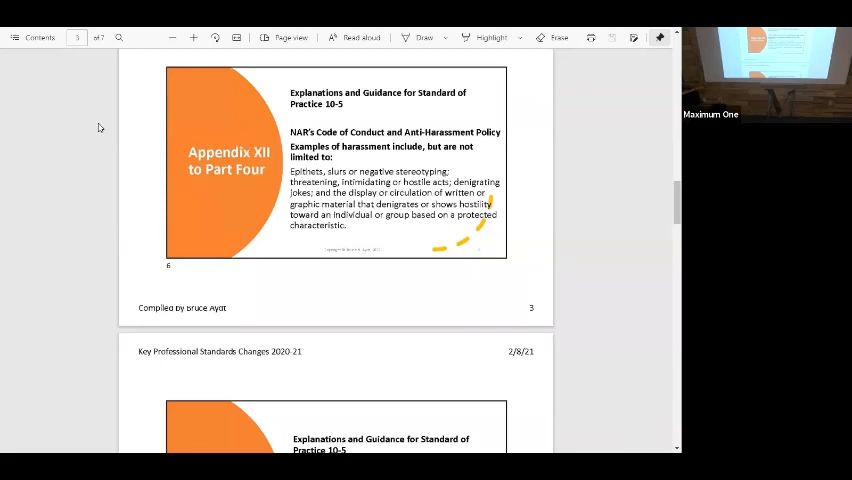 Contents
3
of 7
Page view
Read aloud
Draw
Highlight
Erase
Maximum One
Appendix XII
to Part Four
Explanations and Guidance for Standard of
Practice 10-5
NAR's Code of Conduct and Anti-Harassment Policy
Examples of harassment include, but are not
limited to:
Epithets, slurs or negative stereotyping;
threatening, intimidating or hostile acts; denigrating
jokes; and the display or circulation of written or
graphic material that denigrates or shows hostility
toward an individual or group based on a protected
characteristic.
6
Compiled by Bruce Aydt
3
Key Professional Standards Changes 2020-21
2/8/21
Explanations and Guidance for Standard of
Practice 10-5